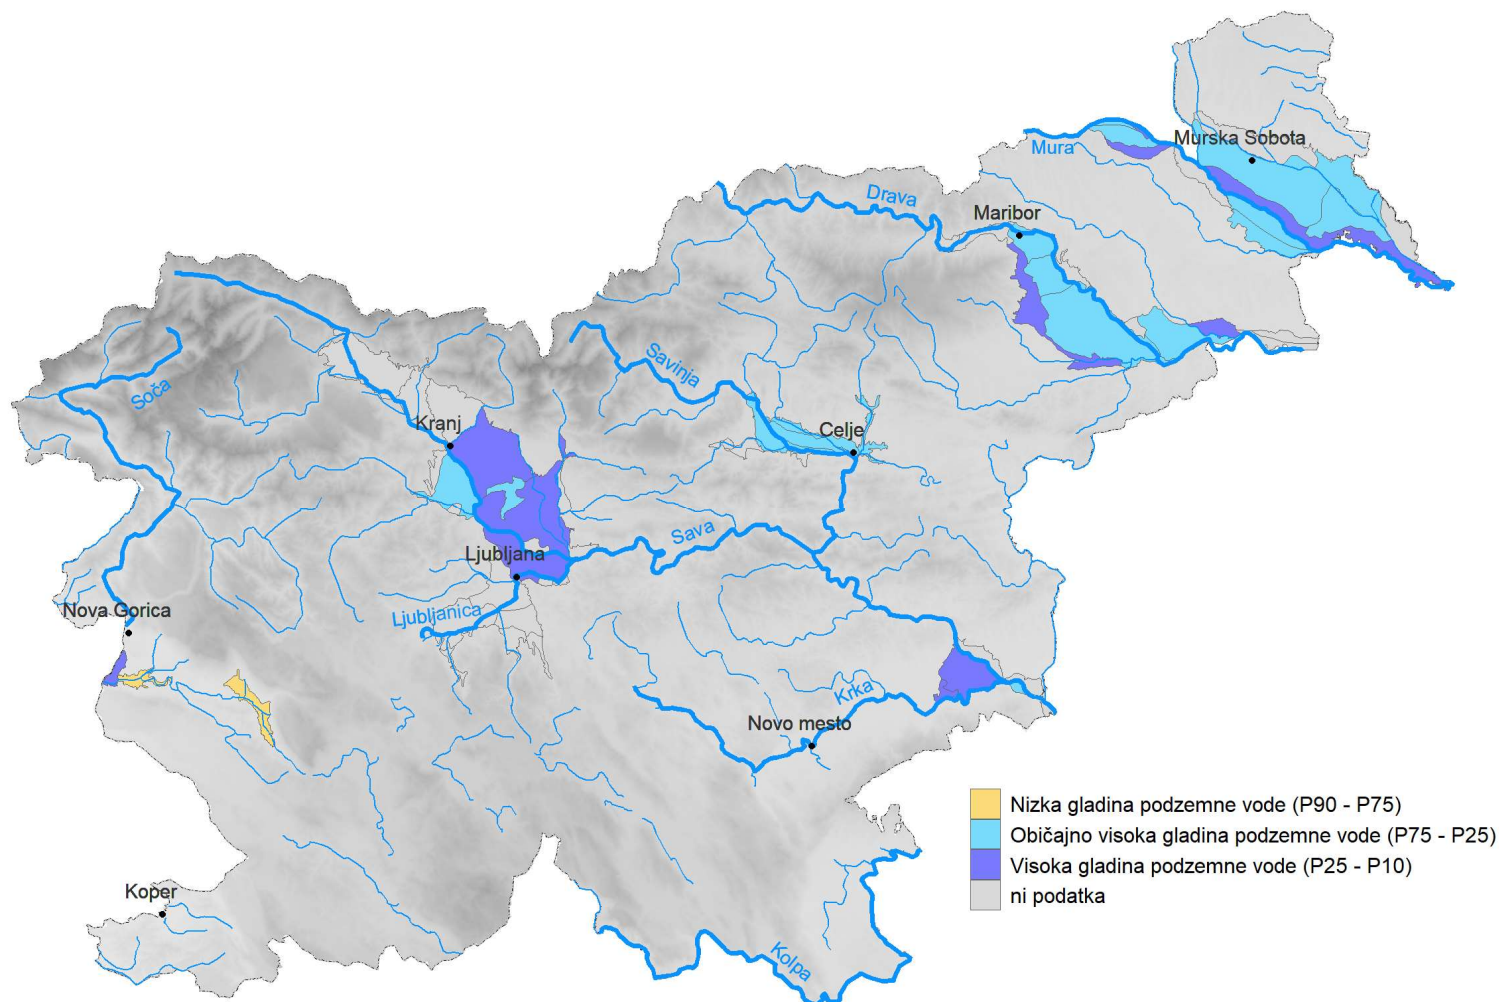 Murska Sobota
Mura
Drava
Maribor
Soča
Savinja
Kranj
Celje
Sava
Ljubljana
Nova Gorica
Ljubljanica
Krka
Novo mesto
Nizka gladina podzemne vode (P90 - P75)
Običajno visoka gladina podzemne vode (P75 - P25)
Visoka gladina podzemne vode (P25 - P10)
ni podatka
Koper
Kolpa